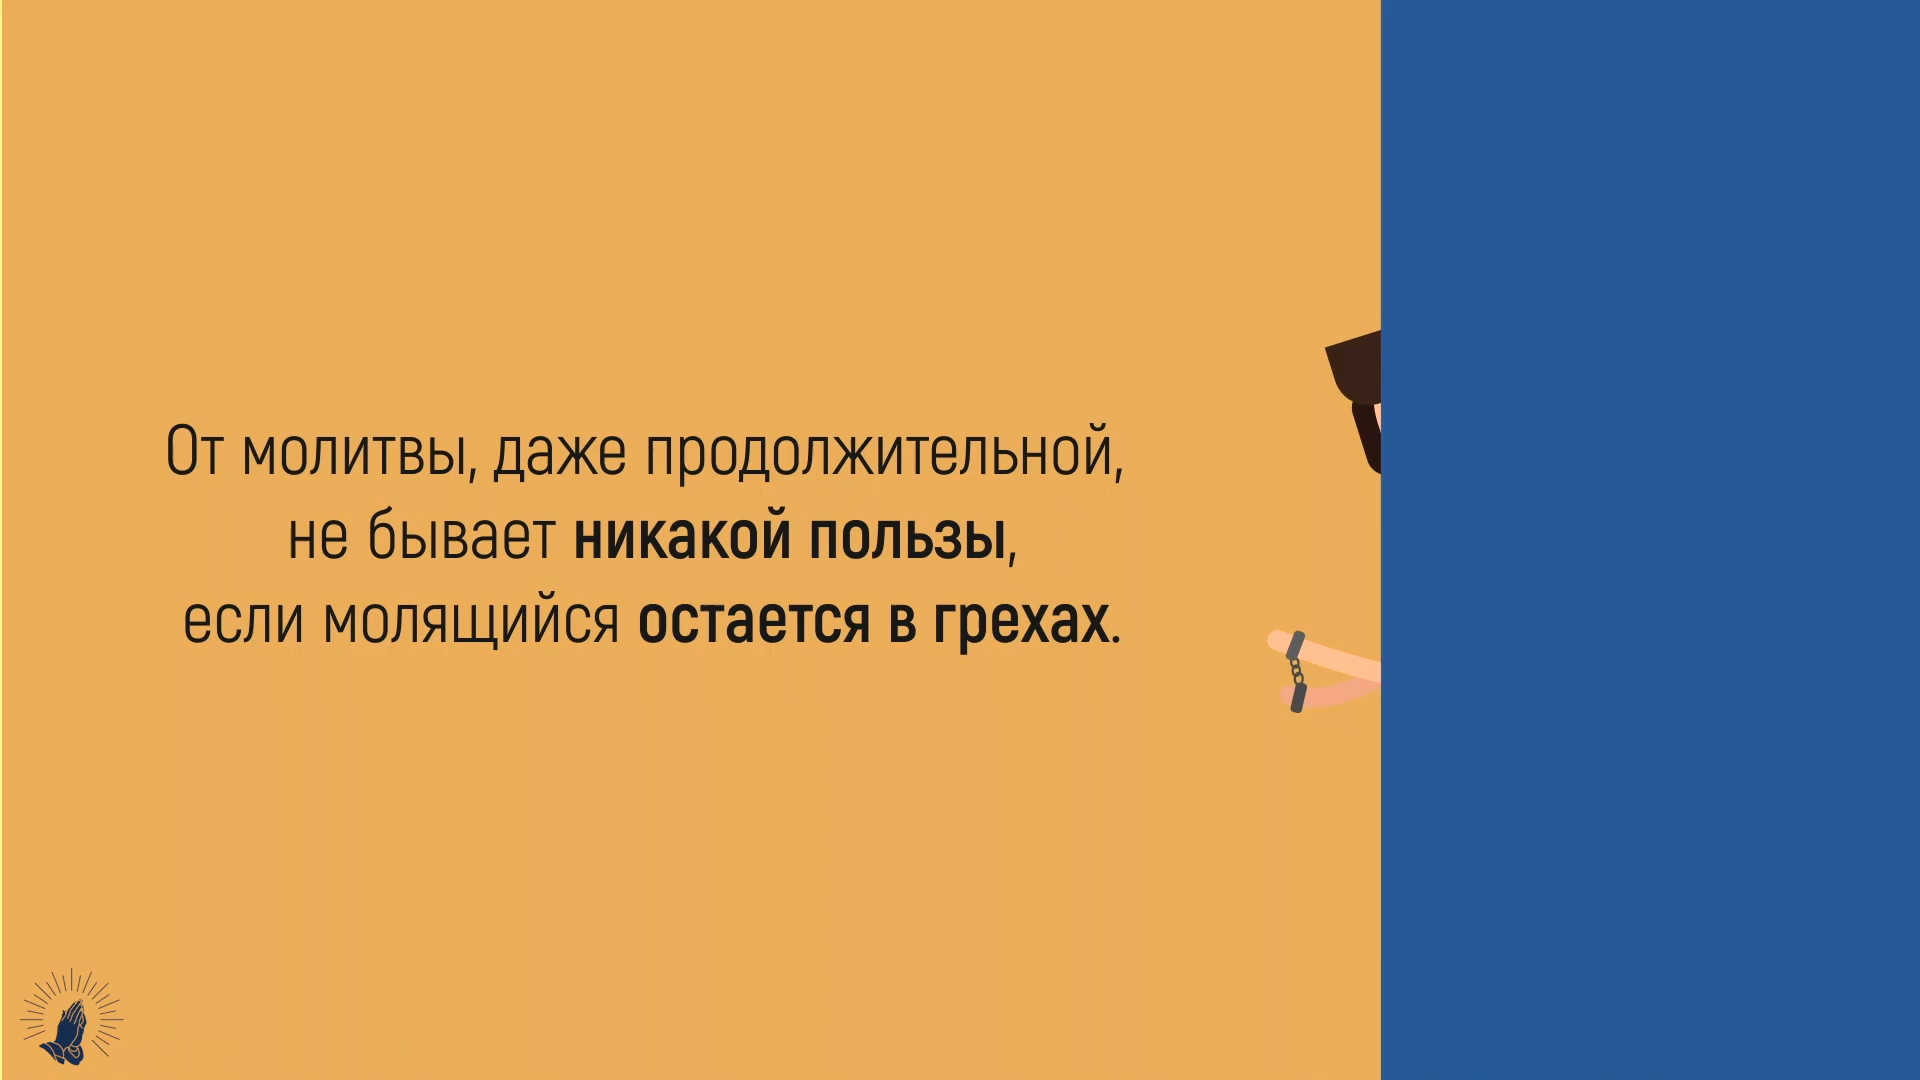 От молитвы, даже продолжительной,
не бывает никакой пользы,
если молящийся остается в грехах.